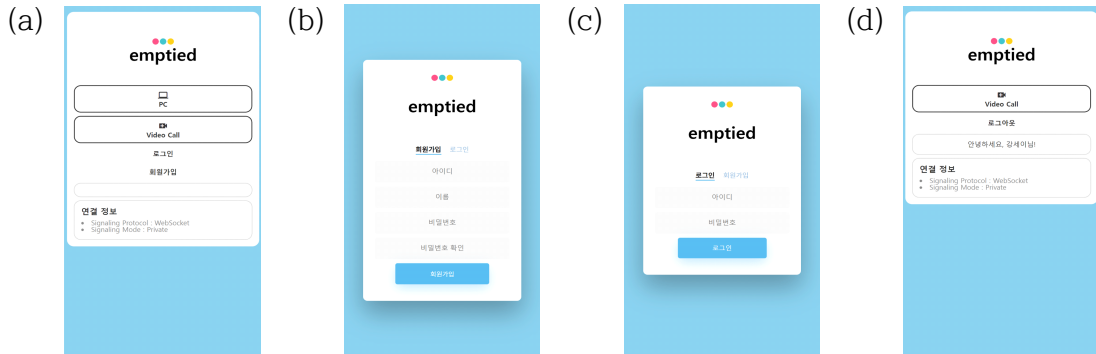 (a)
emptied
PC
Video Call
로그인
회원가입
연결 정보
Signaling Protocol : WebSocket
Signaling Mode : Private
(b)
emptied
회원가입 로그인
아이디
이름
비밀번호
비밀번호 확인
회원가입
(c)
emptied
로그인 회원가입
아이디
비밀번호
로그인
(d)
emptied
Video Call
로그아웃
안녕하세요, 강세이님!
연결 정보
Signaling Protocol : WebSocket
Signaling Mode : Private